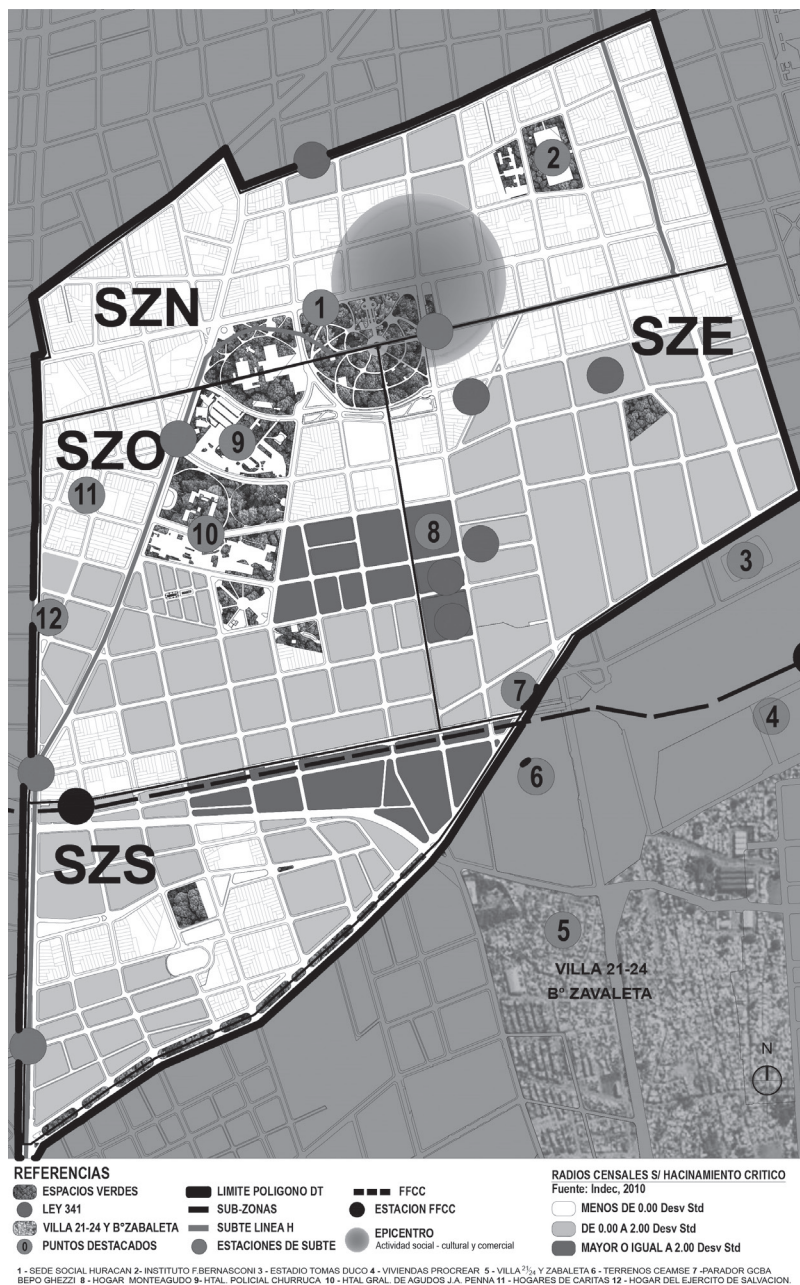 2
SZN
1
SZE
SZO
9
11
8
10
3
12
7
4
6
SZS
5
VILLA 21-24
Bº ZAVALETA
N
REFERENCIAS
ESPACIOS VERDES
LEY 341
VILLA 21-24 Y BºZABALETA
0 PUNTOS DESTACADOS
LIMITE POLIGONO DT
SUB-ZONAS
SUBTE LINEA H
ESTACIONES DE SUBTE
FFCC
ESTACION FFCC
EPICENTRO
Actividad social - cultural y comercial
RADIOS CENSALES S/ HACINAMIENTO CRITICO
Fuente: Indec, 2010
MENOS DE 0.00 Desv Std
DE 0.00 A 2.00 Desv Std
MAYOR O IGUAL A 2.00 Desv Std
1 - SEDE SOCIAL HURACAN 2- INSTITUTO F.BERNASCONI 3 - ESTADIO TOMAS DUCO 4 - VIVIENDAS PROCREAR 5 - VILLA 21/24 Y ZABALETA 6 - TERRENOS CEAMSE 7 -PARADOR GCBA
BEPO GHEZZI 8 - HOGAR MONTEAGUDO 9- HTAL. POLICIAL CHURRUCA 10 - HTAL GRAL. DE AGUDOS J.A. PENNA 11 - HOGARES DE CARITAS 12 - HOGAR DEL EJERCITO DE SALVACION.